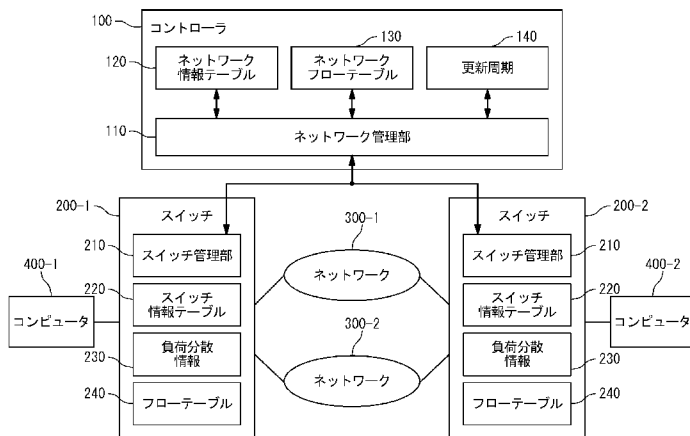 100
コントローラ
120
ネットワーク
情報テーブル
130
ネットワーク
フローテーブル
140
更新周期
110
ネットワーク管理部
200-1
スイッチ
210
スイッチ管理部
220
スイッチ
情報テーブル
230
負荷分散
情報
240
フローテーブル
400-1
コンピュータ
300-1
ネットワーク
300-2
ネットワーク
200-2
スイッチ
210
スイッチ管理部
220
スイッチ
情報テーブル
230
負荷分散
情報
240
フローテーブル
400-2
コンピュータ